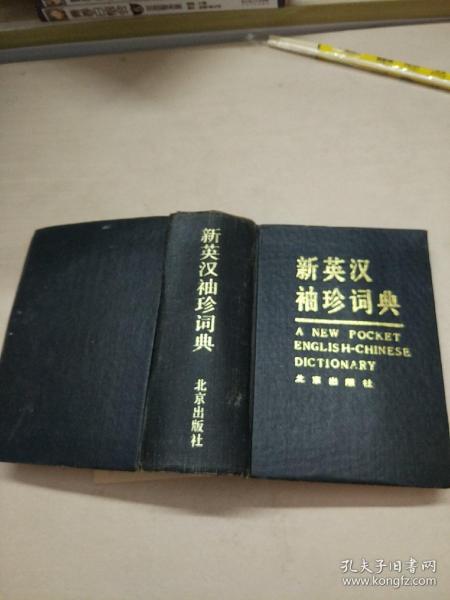 新英汉袖珍词典
北京出版社
新英汉
袖珍词典
A NEW POCKET
ENGLISH-CHINESE
DICTIONARY
北京出版社
孔夫子旧书网
www.kongfz.com